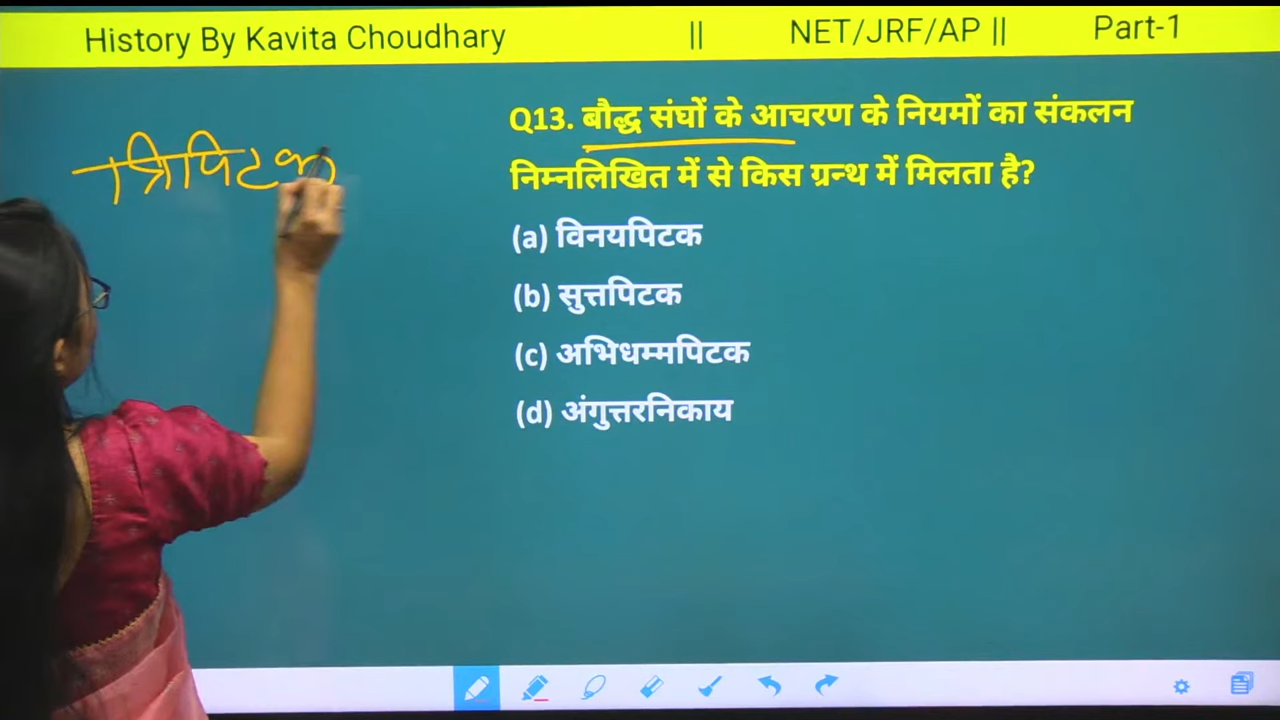 History By Kavita Choudhary || NET/JRF/AP || Part-1
त्रिपिटक
Q13. बौद्ध संघों के आचरण के नियमों का संकलन
निम्नलिखित में से किस ग्रन्थ में मिलता है?
(a) विनयपिटक
(b) सुत्तपिटक
(c) अभिधम्मपिटक
(d) अंगुत्तरनिकाय